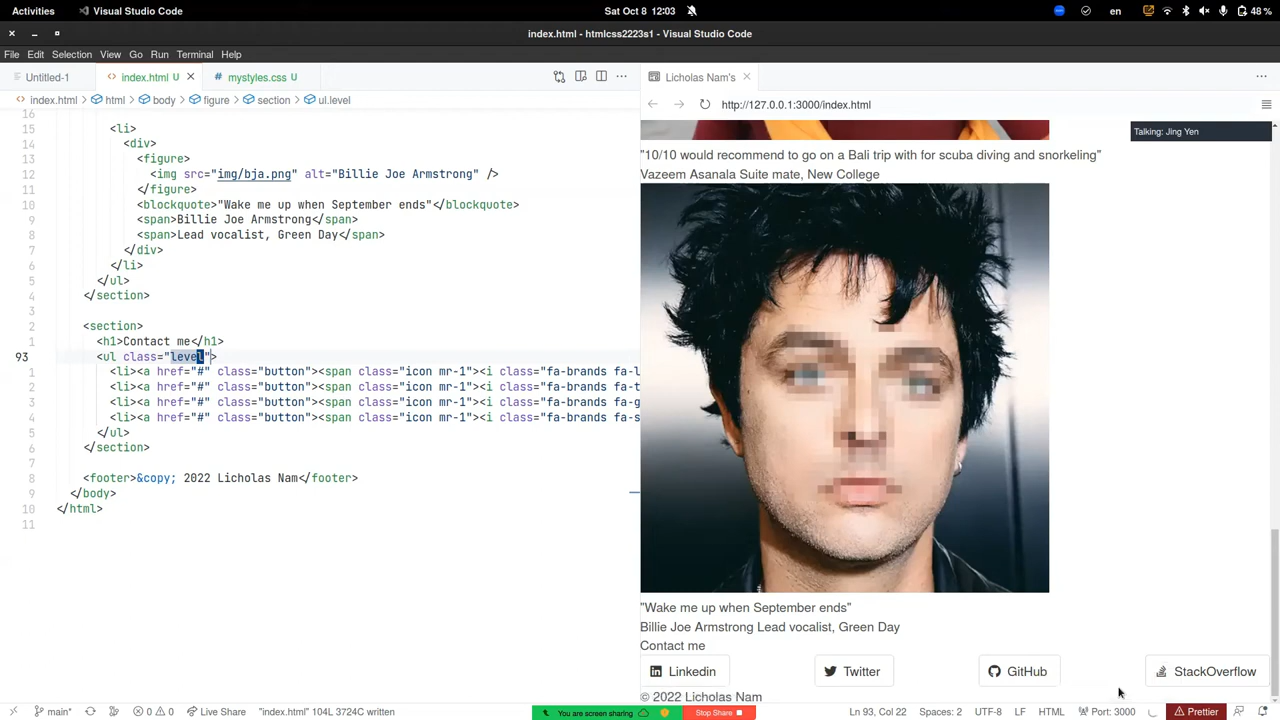 Activities
Visual Studio Code
Sat Oct 8 12:03
en
48 %
index.html - htmlcss2223s1 - Visual Studio Code
File Edit Selection View Go Run Terminal Help
Untitled-1
<> index.html U
# mystyles.css U
Licholas Nam's
<> index.html > html > body > figure > section > ul.level
http://127.0.0.1:3000/index.html
Talking: Jing Yen
16
15 <li>
14 <div>
13 <figure>
12 <img src="img/bja.png" alt="Billie Joe Armstrong" />
11 </figure>
10 <blockquote>"Wake me up when September ends"</blockquote>
9 <span>Billie Joe Armstrong</span>
8 <span>Lead vocalist, Green Day</span>
7 </div>
6 </li>
5 </ul>
4 </section>
3
2 <section>
1 <h1>Contact me</h1>
93 <ul class="level">
1 <li><a href="#" class="button"><span class="icon mr-1"><i class="fa-brands fa-l
2 <li><a href="#" class="button"><span class="icon mr-1"><i class="fa-brands fa-t
3 <li><a href="#" class="button"><span class="icon mr-1"><i class="fa-brands fa-g
4 <li><a href="#" class="button"><span class="icon mr-1"><i class="fa-brands fa-s
5 </ul>
6 </section>
7
8 <footer>&copy; 2022 Licholas Nam</footer>
9 </body>
10 </html>
11
"10/10 would recommend to go on a Bali trip with for scuba diving and snorkeling"
Vazeem Asanala Suite mate, New College
"Wake me up when September ends"
Billie Joe Armstrong Lead vocalist, Green Day
Contact me
Linkedin
Twitter
GitHub
StackOverflow
© 2022 Licholas Nam
main*
0 0
Live Share
"index.html" 104L 3724C written
You are screen sharing
Stop Share
Ln 93, Col 22
Spaces: 2
UTF-8
LF
HTML
Port: 3000
Prettier